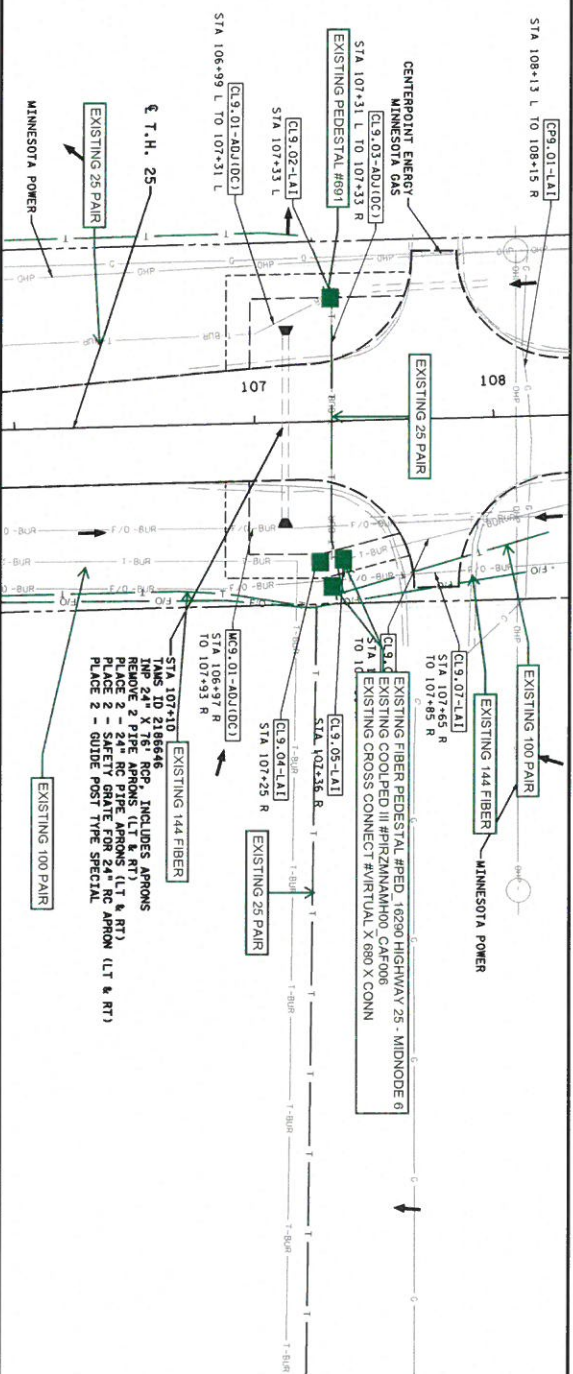 CP9.01-LAI
STA 108+13 L TO 108+15 R
CENTERPOINT ENERGY
MINNESOTA GAS
CL9.03-ADJ(DC)
STA 107+31 L TO 107+33 R
EXISTING PEDESTAL #691
CL9.02-LAI
STA 107+33 L
CL9.01-ADJ(DC)
STA 106+99 L TO 107+31 L
℄ T.H. 25
EXISTING 25 PAIR
MINNESOTA POWER
108
107
EXISTING 25 PAIR
EXISTING 100 PAIR
MINNESOTA POWER
EXISTING 144 FIBER
CL9.07-LAI
STA 107+65 R
TO 107+85 R
EXISTING FIBER PEDESTAL #PED_16290 HIGHWAY 25 - MIDNODE 6
EXISTING COOLPED III #PIRZMNAMH00_CAF006
EXISTING CROSS CONNECT #VIRTUAL X 680 X CONN
CL9.05-LAI
STA 107+36 R
CL9.04-LAI
STA 107+25 R
EXISTING 25 PAIR
MC9.01-ADJ(DC)
STA 106+97 R
TO 107+93 R
EXISTING 144 FIBER
STA 107+10
TAMS ID 2186646
INP 24" X 76' RCP, INCLUDES APRONS
REMOVE 2 PIPE APRONS (LT & RT)
PLACE 2 - 24" RC PIPE APRONS (LT & RT)
PLACE 2 - SAFETY GRATE FOR 24" RC APRON (LT & RT)
PLACE 2 - GUIDE POST TYPE SPECIAL
EXISTING 100 PAIR
OHP
G
T-BUR
F/O-BUR
F/O
T